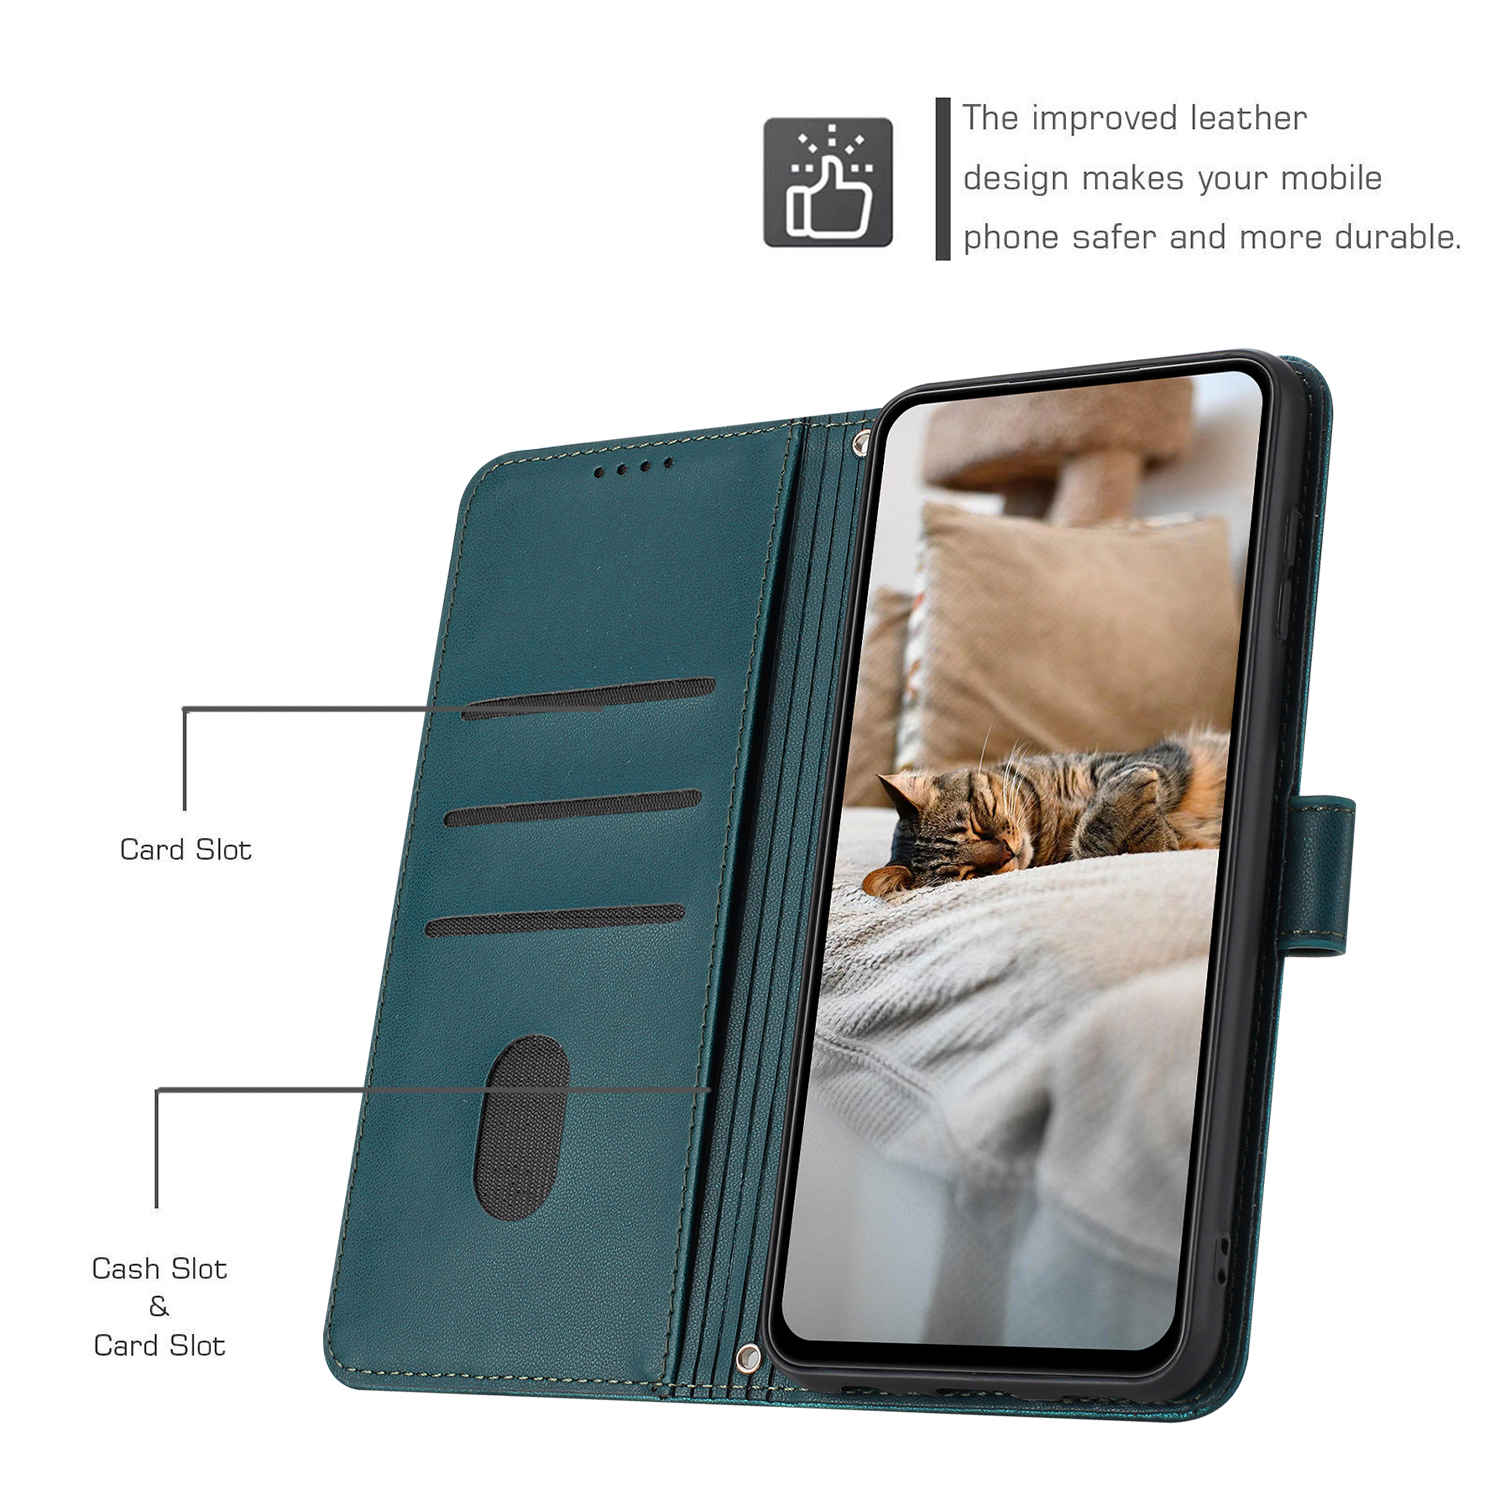 The improved leather
design makes your mobile
phone safer and more durable.
Card Slot
Cash Slot
&
Card Slot